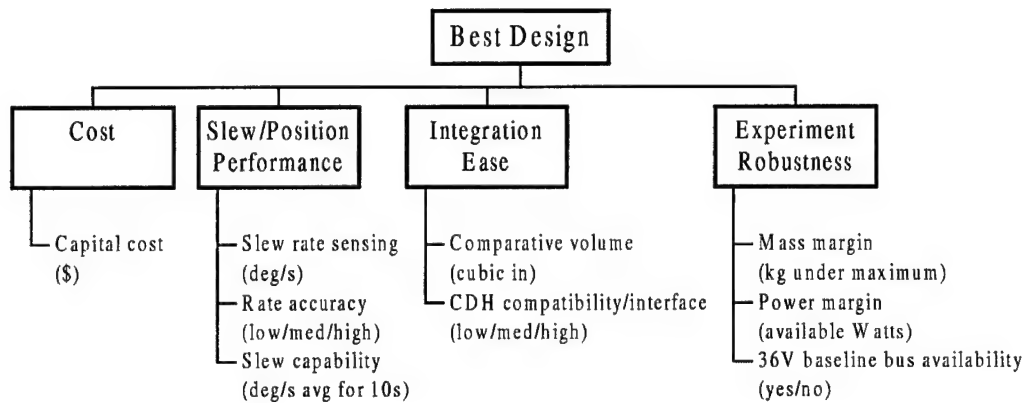 Best Design
Cost
Slew/Position
Performance
Integration
Ease
Experiment
Robustness
Capital cost
($)
Slew rate sensing
(deg/s)
Rate accuracy
(low/med/high)
Slew capability
(deg/s avg for 10s)
Comparative volume
(cubic in)
CDH compatibility/interface
(low/med/high)
Mass margin
(kg under maximum)
Power margin
(available Watts)
36V baseline bus availability
(yes/no)